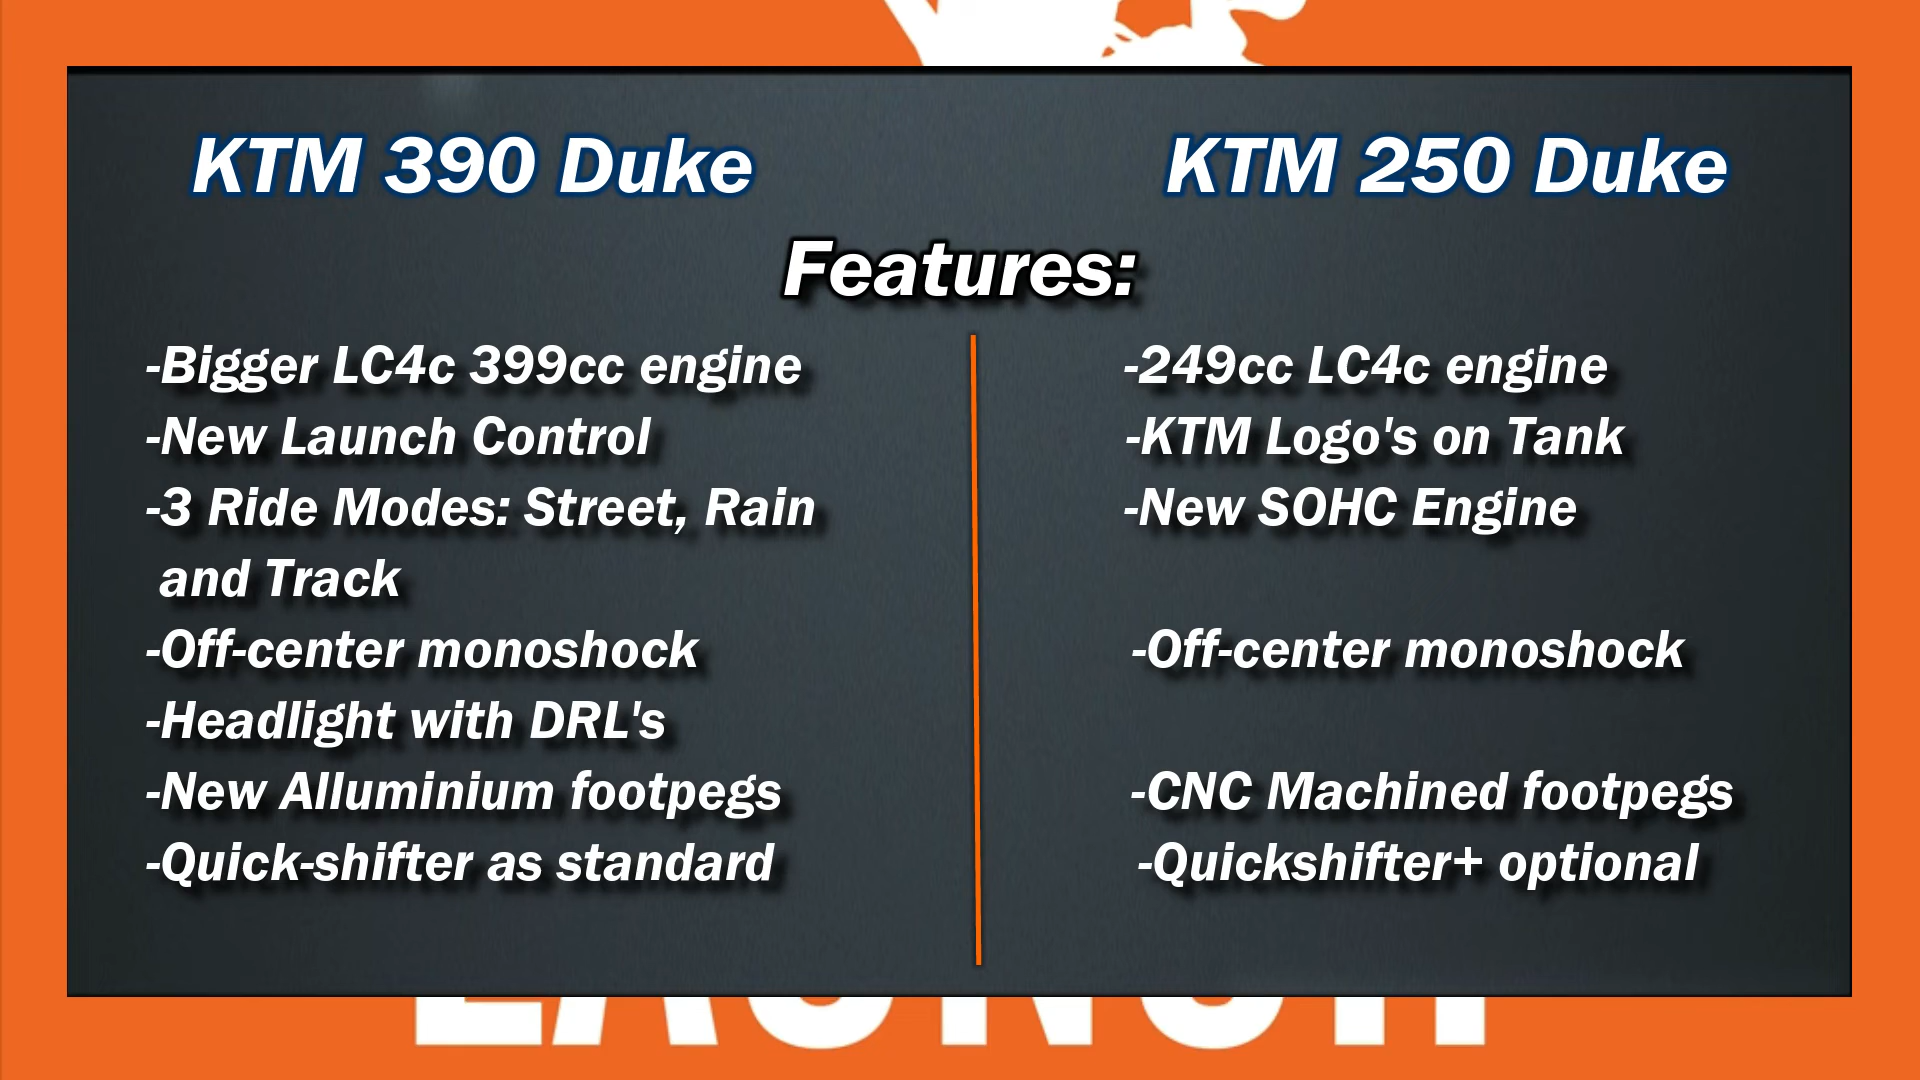 KTM 390 Duke
KTM 250 Duke
Features:
-Bigger LC4c 399cc engine
-New Launch Control
-3 Ride Modes: Street, Rain
and Track
-Off-center monoshock
-Headlight with DRL's
-New Alluminium footpegs
-Quick-shifter as standard
-249cc LC4c engine
-KTM Logo's on Tank
-New SOHC Engine
-Off-center monoshock
-CNC Machined footpegs
-Quickshifter+ optional
LAUNCH